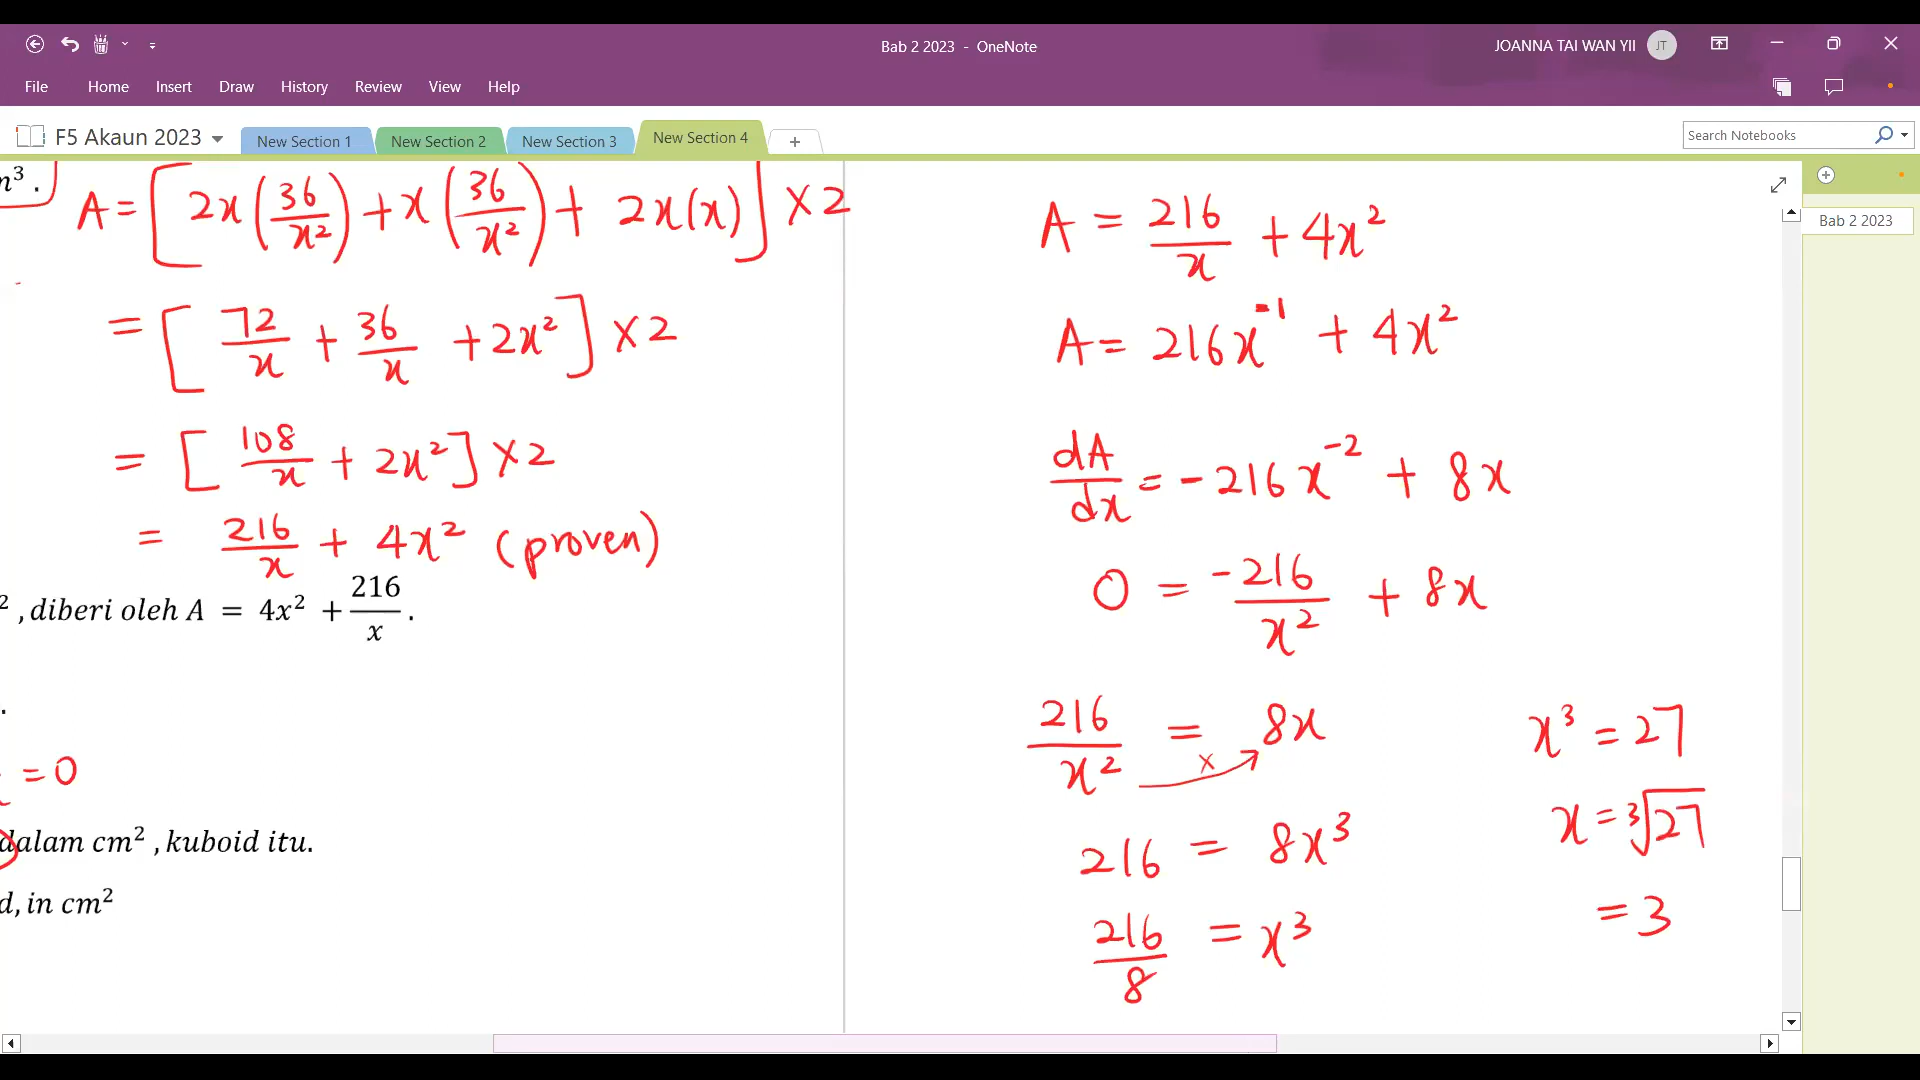 Bab 2 2023 - OneNote
JOANNA TAI WAN YII JT
File Home Insert Draw History Review View Help
F5 Akaun 2023 New Section 1 New Section 2 New Section 3 New Section 4 +
Search Notebooks
Bab 2 2023
m³ .
A = [2x(36/x²) + x(36/x²) + 2x(x)] × 2
= [72/x + 36/x + 2x²] × 2
= [108/x + 2x²] × 2
= 216/x + 4x² (proven)
² , diberi oleh A = 4x² + 216/x .
.
= 0
dalam cm² , kuboid itu.
d, in cm²
A = 216/x + 4x²
A = 216x⁻¹ + 4x²
dA/dx = -216x⁻² + 8x
0 = -216/x² + 8x
216/x² = 8x
×
216 = 8x³
216/8 = x³
x³ = 27
x = ³√27
= 3